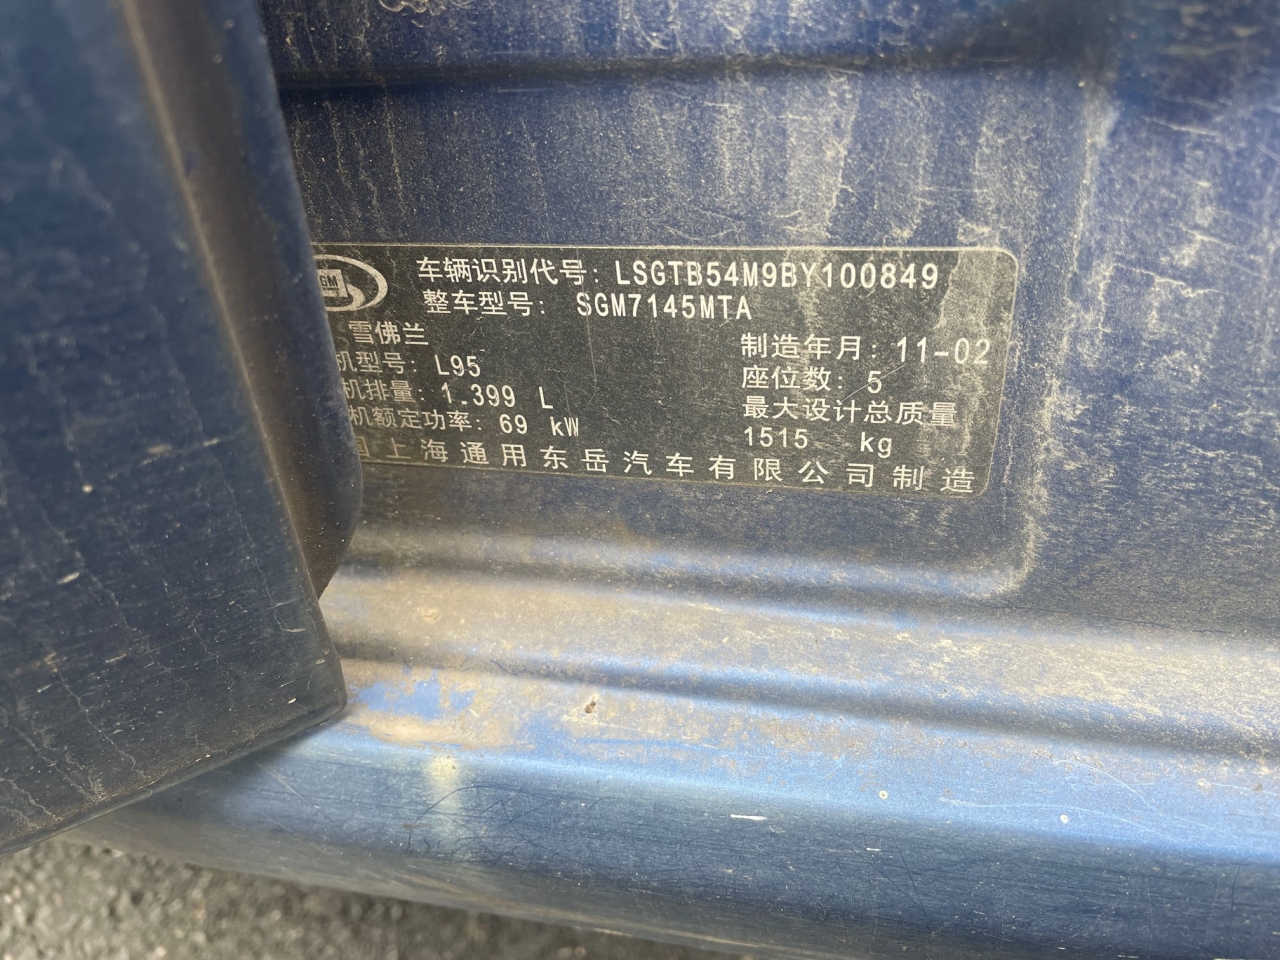 GM
车辆识别代号: LSGTB54M9BY100849
整车型号: SGM7145MTA
雪佛兰
机型号: L95
机排量: 1.399 L
机额定功率: 69 kW
制造年月: 11-02
座位数: 5
最大设计总质量
1515 kg
国上海通用东岳汽车有限公司制造